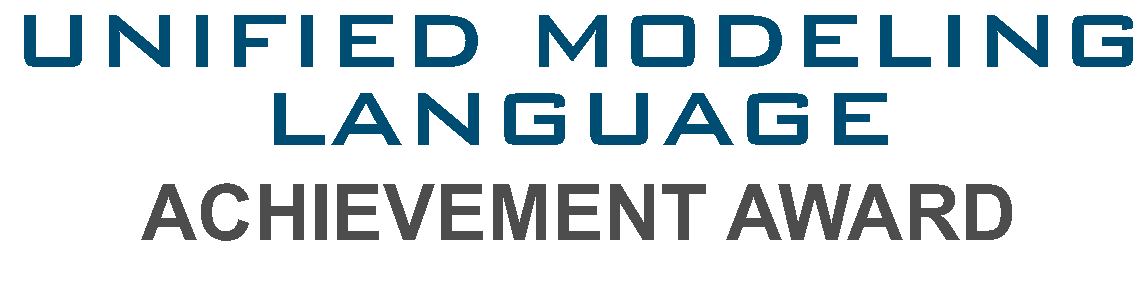 UNIFIED MODELING
LANGUAGE
ACHIEVEMENT AWARD